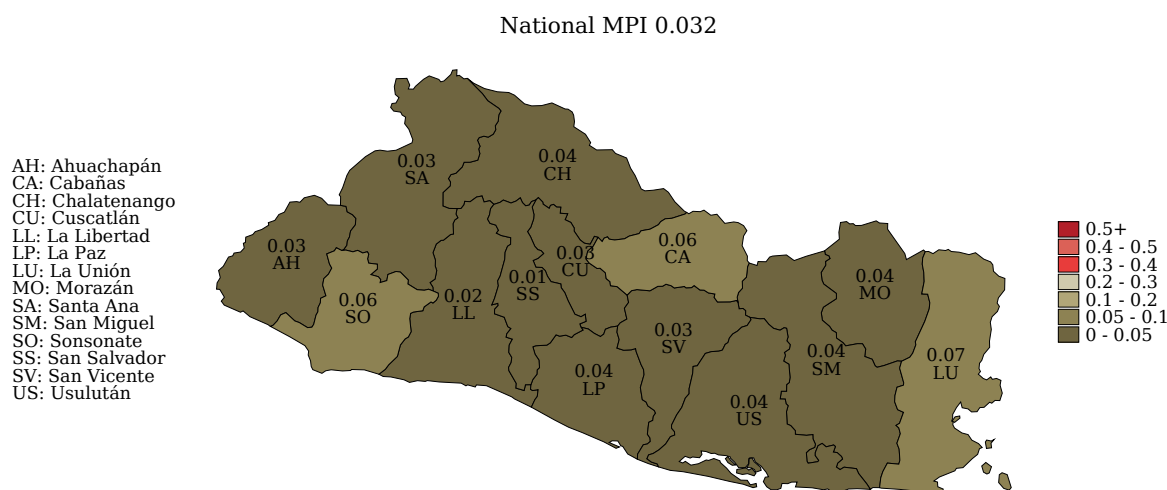 National MPI 0.032
AH: Ahuachapán
CA: Cabañas
CH: Chalatenango
CU: Cuscatlán
LL: La Libertad
LP: La Paz
LU: La Unión
MO: Morazán
SA: Santa Ana
SM: San Miguel
SO: Sonsonate
SS: San Salvador
SV: San Vicente
US: Usulután
0.03
SA
0.04
CH
0.03
AH
0.06
SO
0.02
LL
0.01
SS
0.03
CU
0.06
CA
0.03
SV
0.04
LP
0.04
US
0.04
SM
0.04
MO
0.07
LU
0.5+
0.4 - 0.5
0.3 - 0.4
0.2 - 0.3
0.1 - 0.2
0.05 - 0.1
0 - 0.05